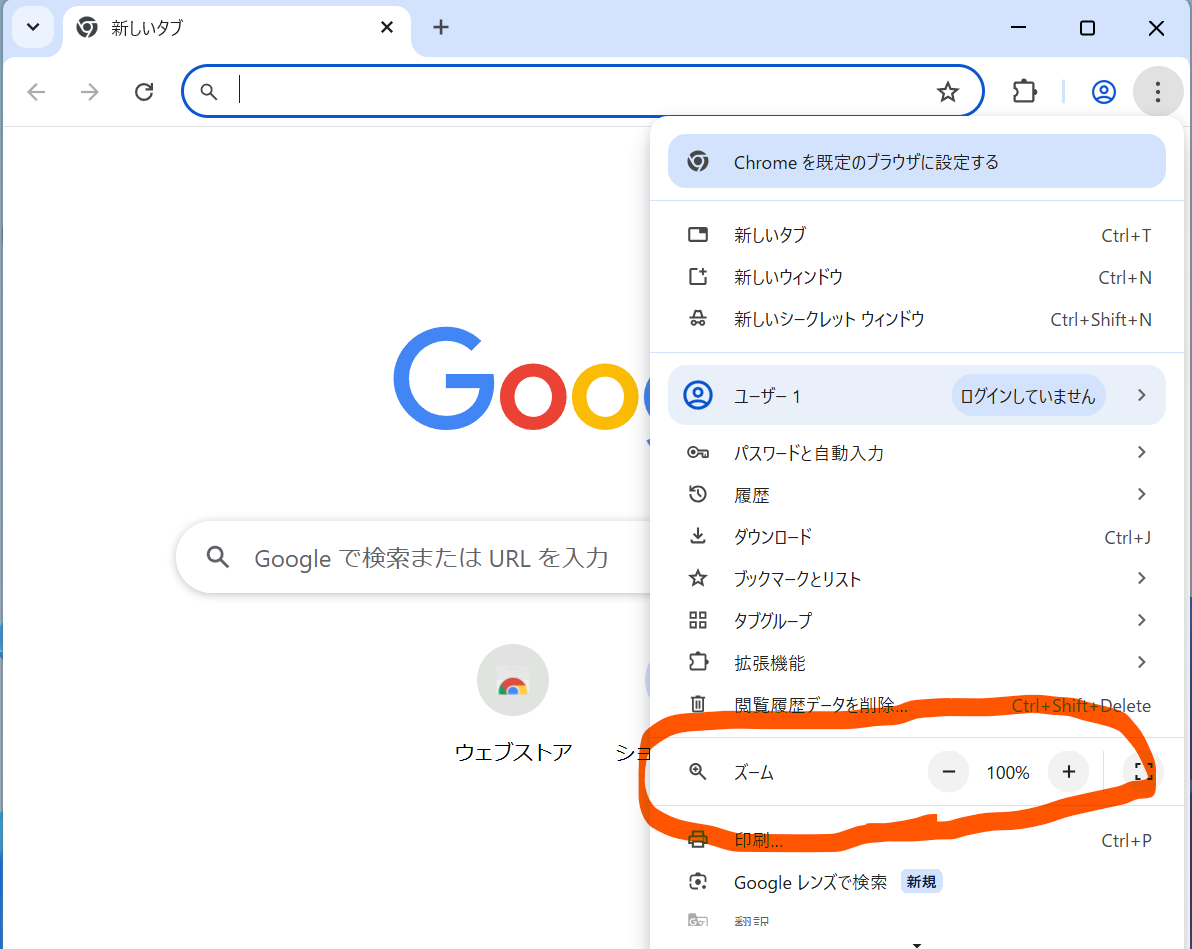 新しいタブ
Chrome を既定のブラウザに設定する
新しいタブ Ctrl+T
新しいウィンドウ Ctrl+N
新しいシークレット ウィンドウ Ctrl+Shift+N
Goo
ユーザー 1 ログインしていません
パスワードと自動入力
履歴
ダウンロード Ctrl+J
Google で検索または URL を入力
ブックマークとリスト
タブグループ
拡張機能
閲覧履歴データを削除... Ctrl+Shift+Delete
ウェブストア ショ
ズーム − 100% +
印刷... Ctrl+P
Google レンズで検索 新規
翻訳